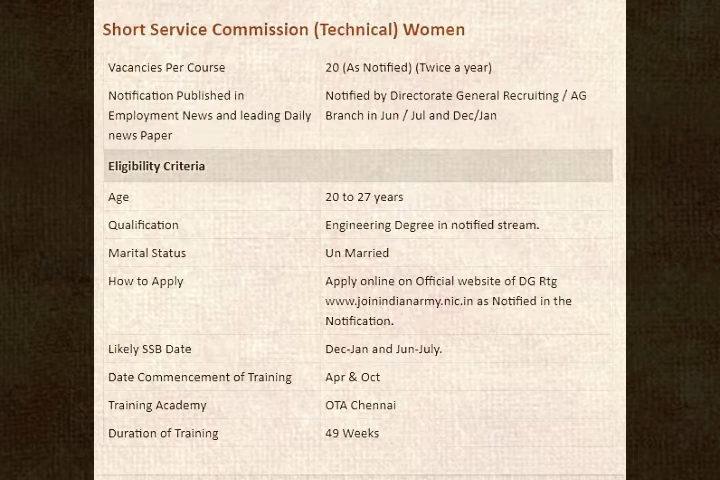 Short Service Commission (Technical) Women
Vacancies Per Course 20 (As Notified) (Twice a year)
Notification Published in Employment News and leading Daily news Paper Notified by Directorate General Recruiting / AG Branch in Jun / Jul and Dec/Jan
Eligibility Criteria
Age 20 to 27 years
Qualification Engineering Degree in notified stream.
Marital Status Un Married
How to Apply Apply online on Official website of DG Rtg
www.joinindianarmy.nic.in as Notified in the
Notification.
Likely SSB Date Dec-Jan and Jun-July.
Date Commencement of Training Apr & Oct
Training Academy OTA Chennai
Duration of Training 49 Weeks